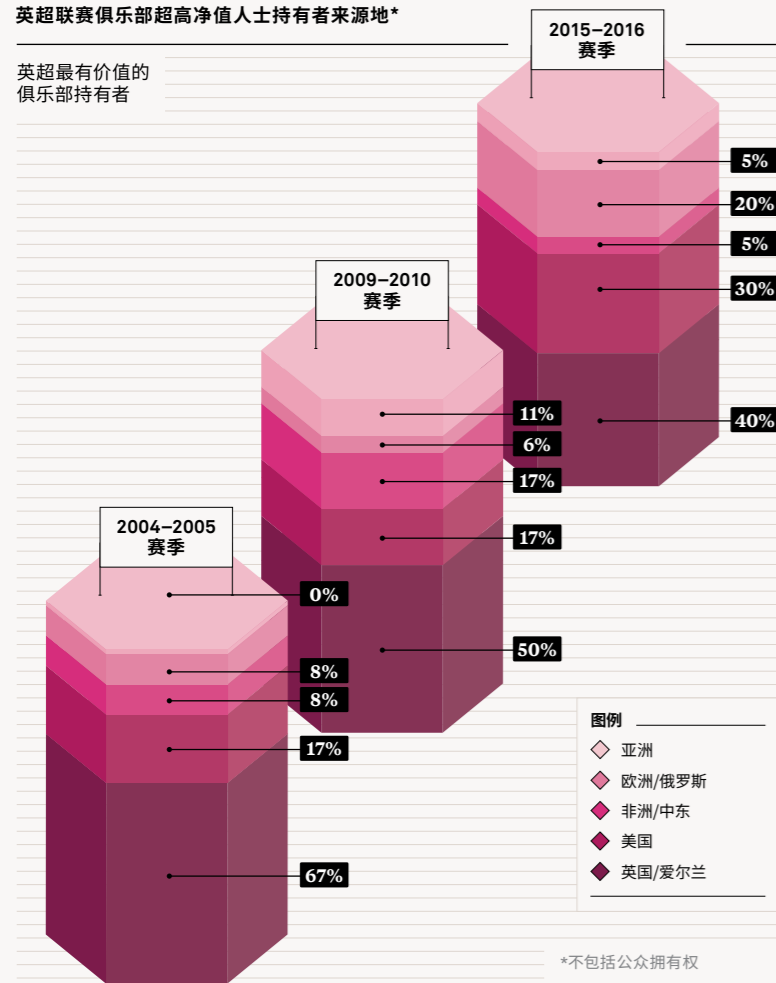 英超联赛俱乐部超高净值人士持有者来源地*
英超最有价值的
俱乐部持有者
2015–2016
赛季
5%
20%
5%
30%
40%
2009–2010
赛季
11%
6%
17%
17%
50%
2004–2005
赛季
0%
8%
8%
17%
67%
图例
亚洲
欧洲/俄罗斯
非洲/中东
美国
英国/爱尔兰
*不包括公众拥有权